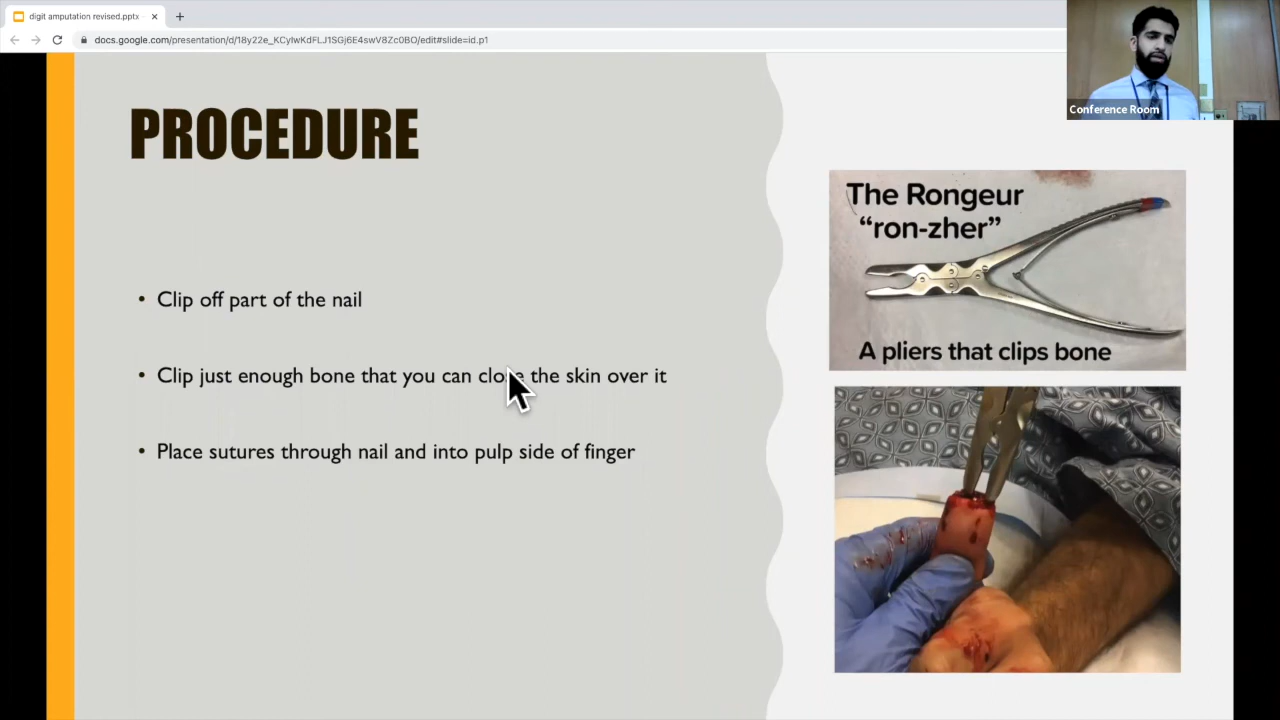 digit amputation revised.pptx
docs.google.com/presentation/d/18y22e_KCyIwKdFLJ1SGj6E4swV8Zc0BO/edit#slide=id.p1
Conference Room
PROCEDURE
• Clip off part of the nail
• Clip just enough bone that you can close the skin over it
• Place sutures through nail and into pulp side of finger
The Rongeur
“ron-zher”
A pliers that clips bone